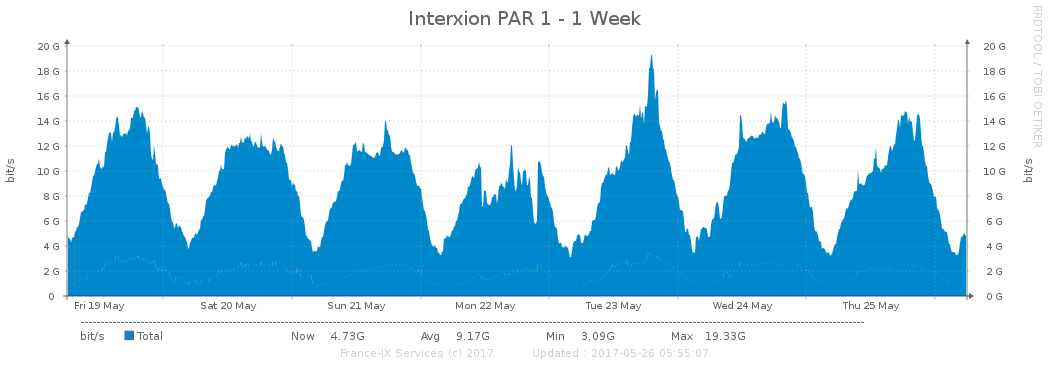 Interxion PAR 1 - 1 Week
RRDTOOL / TOBI OETIKER
bit/s
20 G
18 G
16 G
14 G
12 G
10 G
8 G
6 G
4 G
2 G
0
20 G
18 G
16 G
14 G
12 G
10 G
8 G
6 G
4 G
2 G
0 G
bit/s
Fri 19 May Sat 20 May Sun 21 May Mon 22 May Tue 23 May Wed 24 May Thu 25 May
bit/s Total Now 4.73G Avg 9.17G Min 3.09G Max 19.33G
France-IX Services (c) 2017 Updated : 2017-05-26 05:55:07